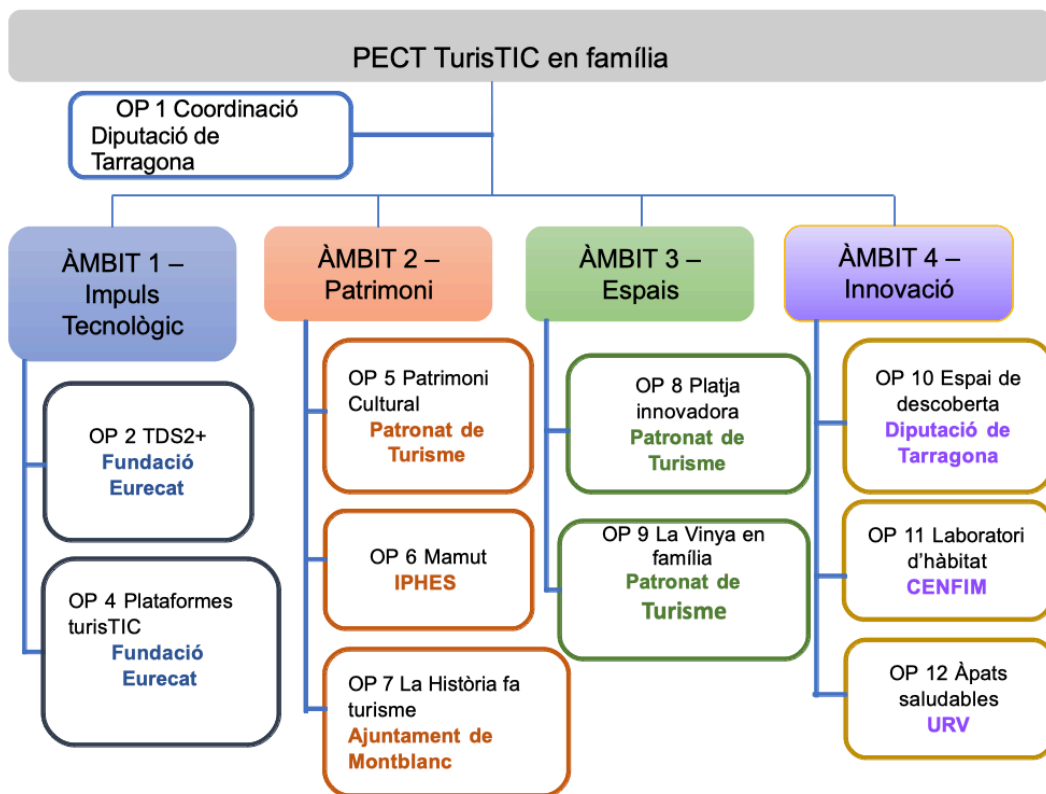 PECT TurisTIC en família
OP 1 Coordinació
Diputació de
Tarragona
ÀMBIT 1 –
Impuls
Tecnològic
OP 2 TDS2+
Fundació
Eurecat
OP 4 Plataformes
turisTIC
Fundació
Eurecat
ÀMBIT 2 –
Patrimoni
OP 5 Patrimoni
Cultural
Patronat de
Turisme
OP 6 Mamut
IPHES
OP 7 La Història fa
turisme
Ajuntament de
Montblanc
ÀMBIT 3 –
Espais
OP 8 Platja
innovadora
Patronat de
Turisme
OP 9 La Vinya en
família
Patronat de
Turisme
ÀMBIT 4 –
Innovació
OP 10 Espai de
descoberta
Diputació de
Tarragona
OP 11 Laboratori
d’hàbitat
CENFIM
OP 12 Àpats
saludables
URV